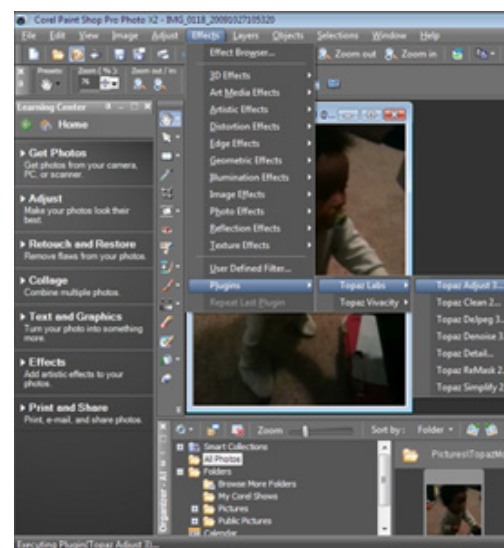 Corel Paint Shop Pro Photo X2 - IMG_0118_20091027105320
File Edit View Image Adjust Effects Layers Objects Selections Window Help
Effect Browser...
Zoom out Zoom in
Presets: Zoom (%): Zoom out / in:
76
3D Effects
Art Media Effects
Artistic Effects
Distortion Effects
Edge Effects
Geometric Effects
Illumination Effects
Image Effects
Photo Effects
Reflection Effects
Texture Effects
User Defined Filter...
Plugins
Repeat Last Plugin
Topaz Labs
Topaz Vivacity
Topaz Adjust 3...
Topaz Clean 2...
Topaz DeJpeg 3...
Topaz Denoise 3
Topaz Detail...
Topaz ReMask 2.
Topaz Simplify 2
Learning Center
Home
Get Photos
Get photos from your camera,
PC, or scanner.
Adjust
Make your photos look their
best.
Retouch and Restore
Remove flaws from your photos.
Collage
Combine multiple photos.
Text and Graphics
Turn your photo into something
more.
Effects
Add artistic effects to your
photos.
Print and Share
Print, e-mail, and share photos.
Zoom
Sort by: Folder
Smart Collections
All Photos
Folders
Browse More Folders
My Corel Shows
Pictures
Public Pictures
Calendar
Pictures\TopazMo
Organizer - All
Executing Plugin(Topaz Adjust 3)...